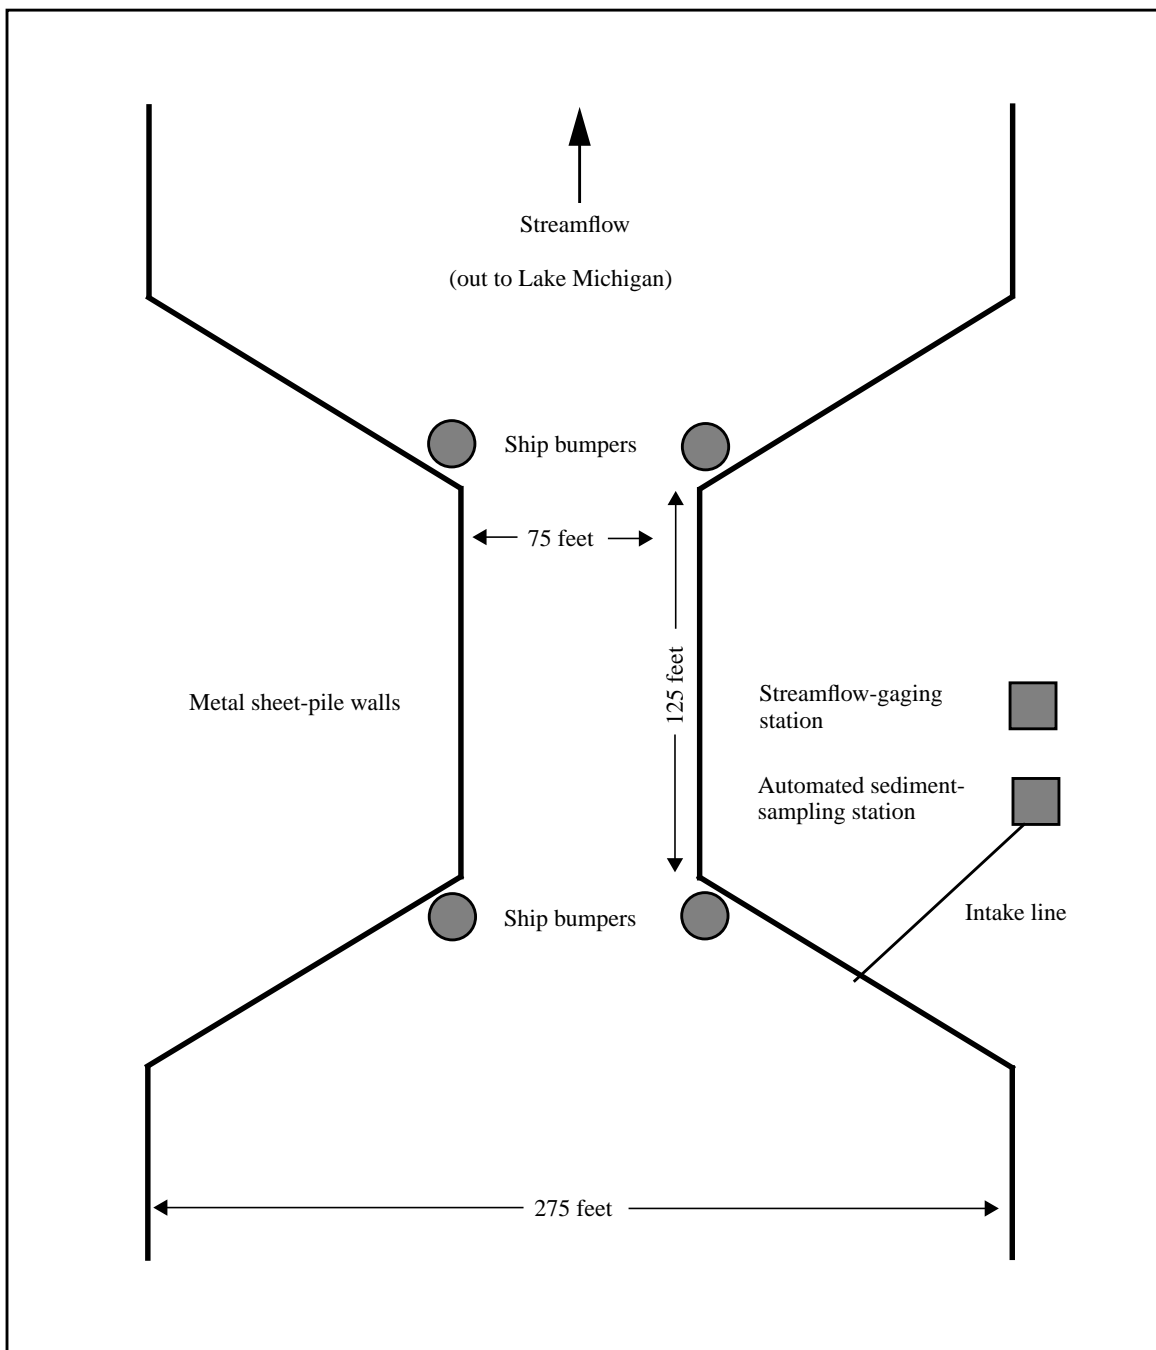 Streamflow
(out to Lake Michigan)
Ship bumpers
75 feet
125 feet
Metal sheet-pile walls
Streamflow-gaging
station
Automated sediment-
sampling station
Ship bumpers
Intake line
275 feet